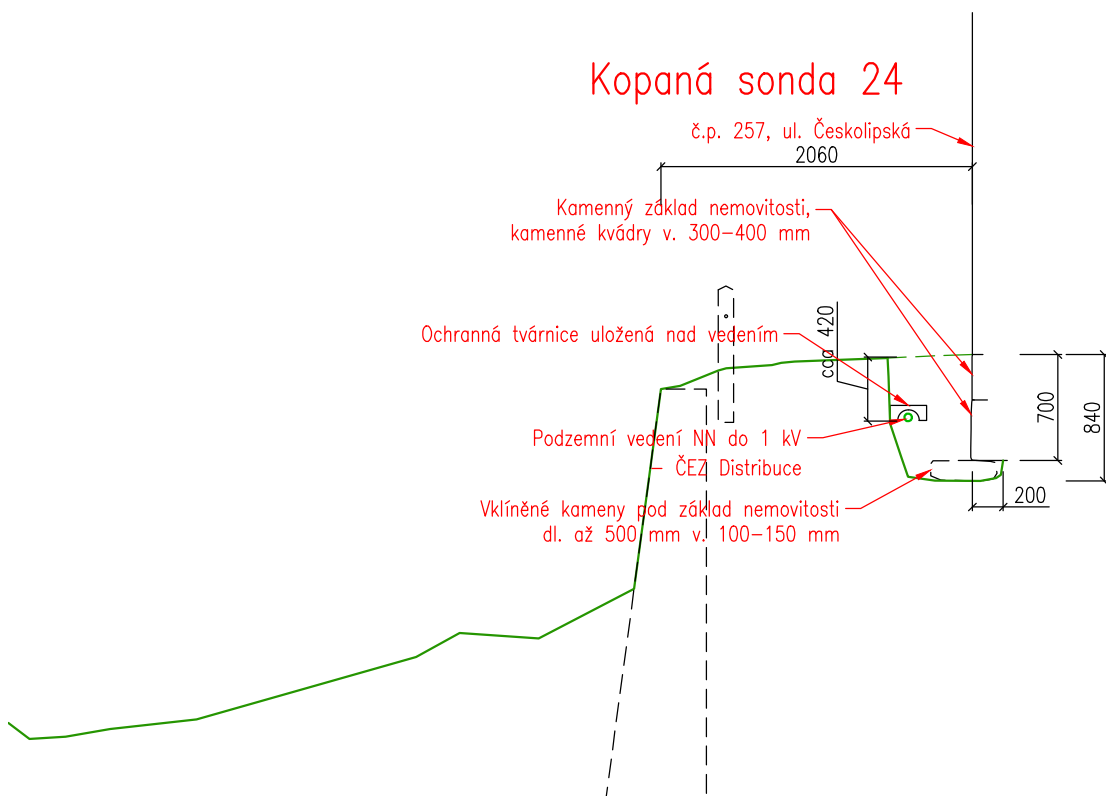 Kopaná sonda 24
č.p. 257, ul. Českolipská
2060
Kamenný základ nemovitosti,
kamenné kvádry v. 300-400 mm
cca 420
Ochranná tvárnice uložená nad vedením
700
840
Podzemní vedení NN do 1 kV
- ČEZ Distribuce
200
Vklíněné kameny pod základ nemovitosti
dl. až 500 mm v. 100-150 mm